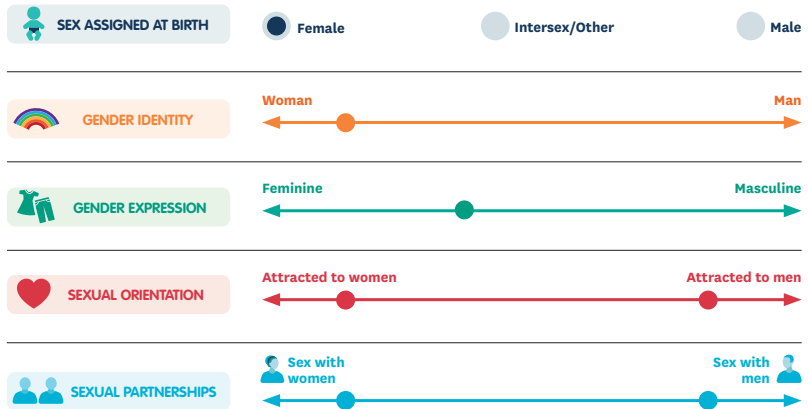 SEX ASSIGNED AT BIRTH
Female
Intersex/Other
Male
GENDER IDENTITY
Woman
Man
GENDER EXPRESSION
Feminine
Masculine
SEXUAL ORIENTATION
Attracted to women
Attracted to men
SEXUAL PARTNERSHIPS
Sex with
women
Sex with
men